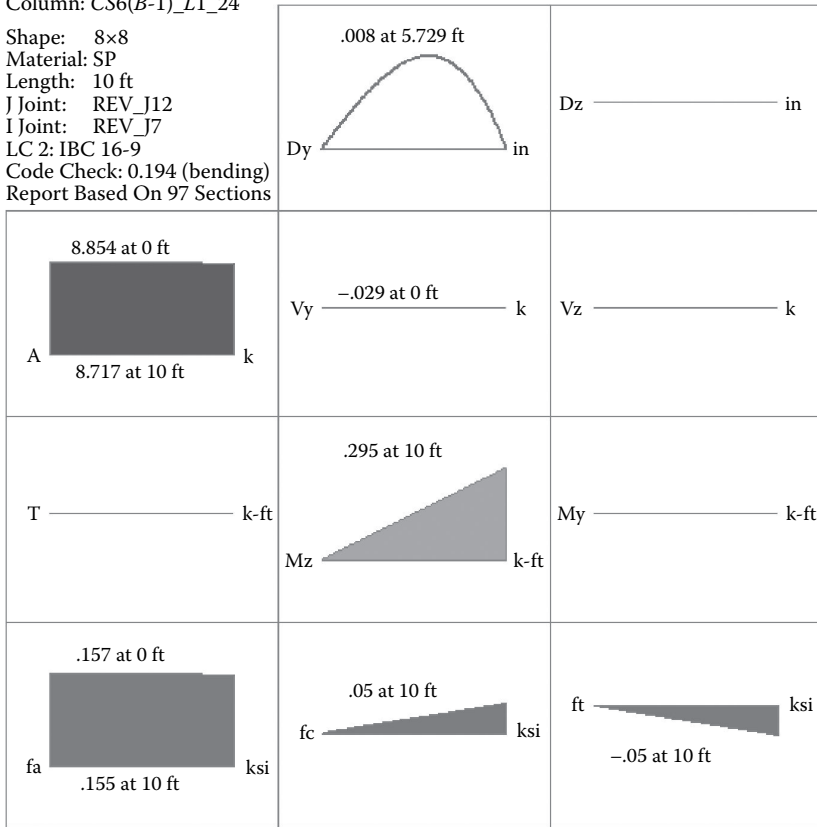 Column: CS6(B-1)_L1_24
Shape: 8×8
Material: SP
Length: 10 ft
J Joint: REV_J12
I Joint: REV_J7
LC 2: IBC 16-9
Code Check: 0.194 (bending)
Report Based On 97 Sections
.008 at 5.729 ft
Dy in
Dz in
8.854 at 0 ft
A k
8.717 at 10 ft
–.029 at 0 ft
Vy k
Vz k
T k-ft
.295 at 10 ft
Mz k-ft
My k-ft
.157 at 0 ft
fa ksi
.155 at 10 ft
.05 at 10 ft
fc ksi
ft ksi
–.05 at 10 ft